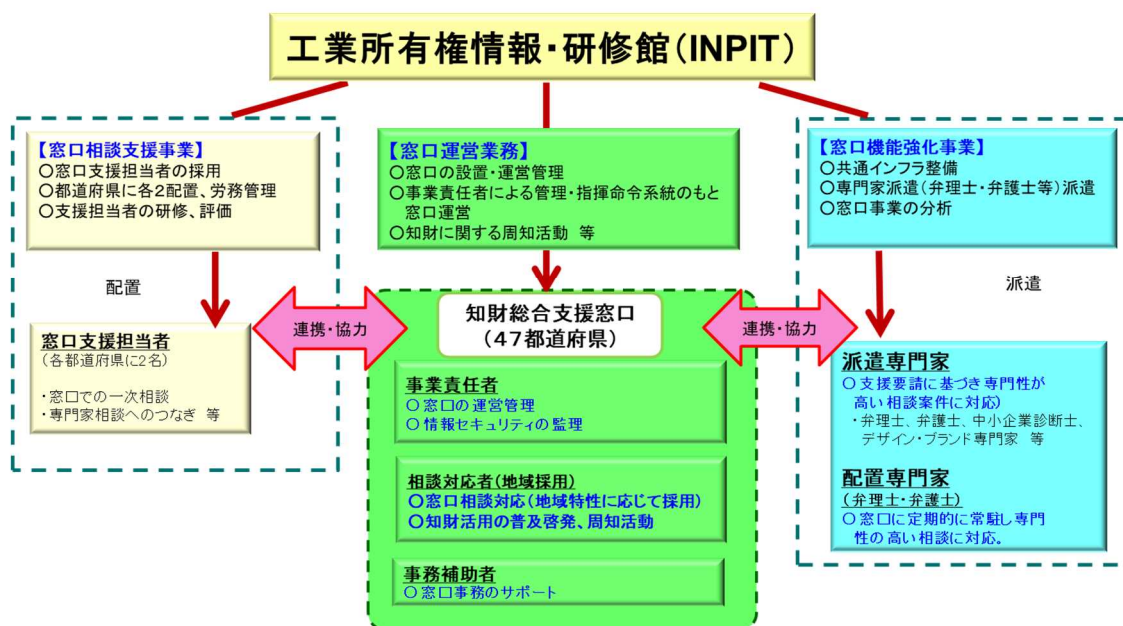 工業所有権情報・研修館(INPIT)
【窓口相談支援事業】
○窓口支援担当者の採用
○都道府県に各2配置、労務管理
○支援担当者の研修、評価
【窓口運営業務】
○窓口の設置・運営管理
○事業責任者による管理・指揮命令系統のもと
窓口運営
○知財に関する周知活動 等
【窓口機能強化事業】
○共通インフラ整備
○専門家派遣(弁理士・弁護士等)派遣
○窓口事業の分析
配置
派遣
窓口支援担当者
(各都道府県に2名)
・窓口での一次相談
・専門家相談へのつなぎ 等
連携・協力
知財総合支援窓口
(47都道府県)
連携・協力
事業責任者
○窓口の運営管理
○情報セキュリティの監理
相談対応者(地域採用)
○窓口相談対応(地域特性に応じて採用)
○知財活用の普及啓発、周知活動
事務補助者
○窓口事務のサポート
派遣専門家
○支援要請に基づき専門性が
高い相談案件に対応)
・弁理士、弁護士、中小企業診断士、
デザイン・ブランド専門家 等
配置専門家
(弁理士・弁護士)
○窓口に定期的に常駐し専門
性の高い相談に対応。